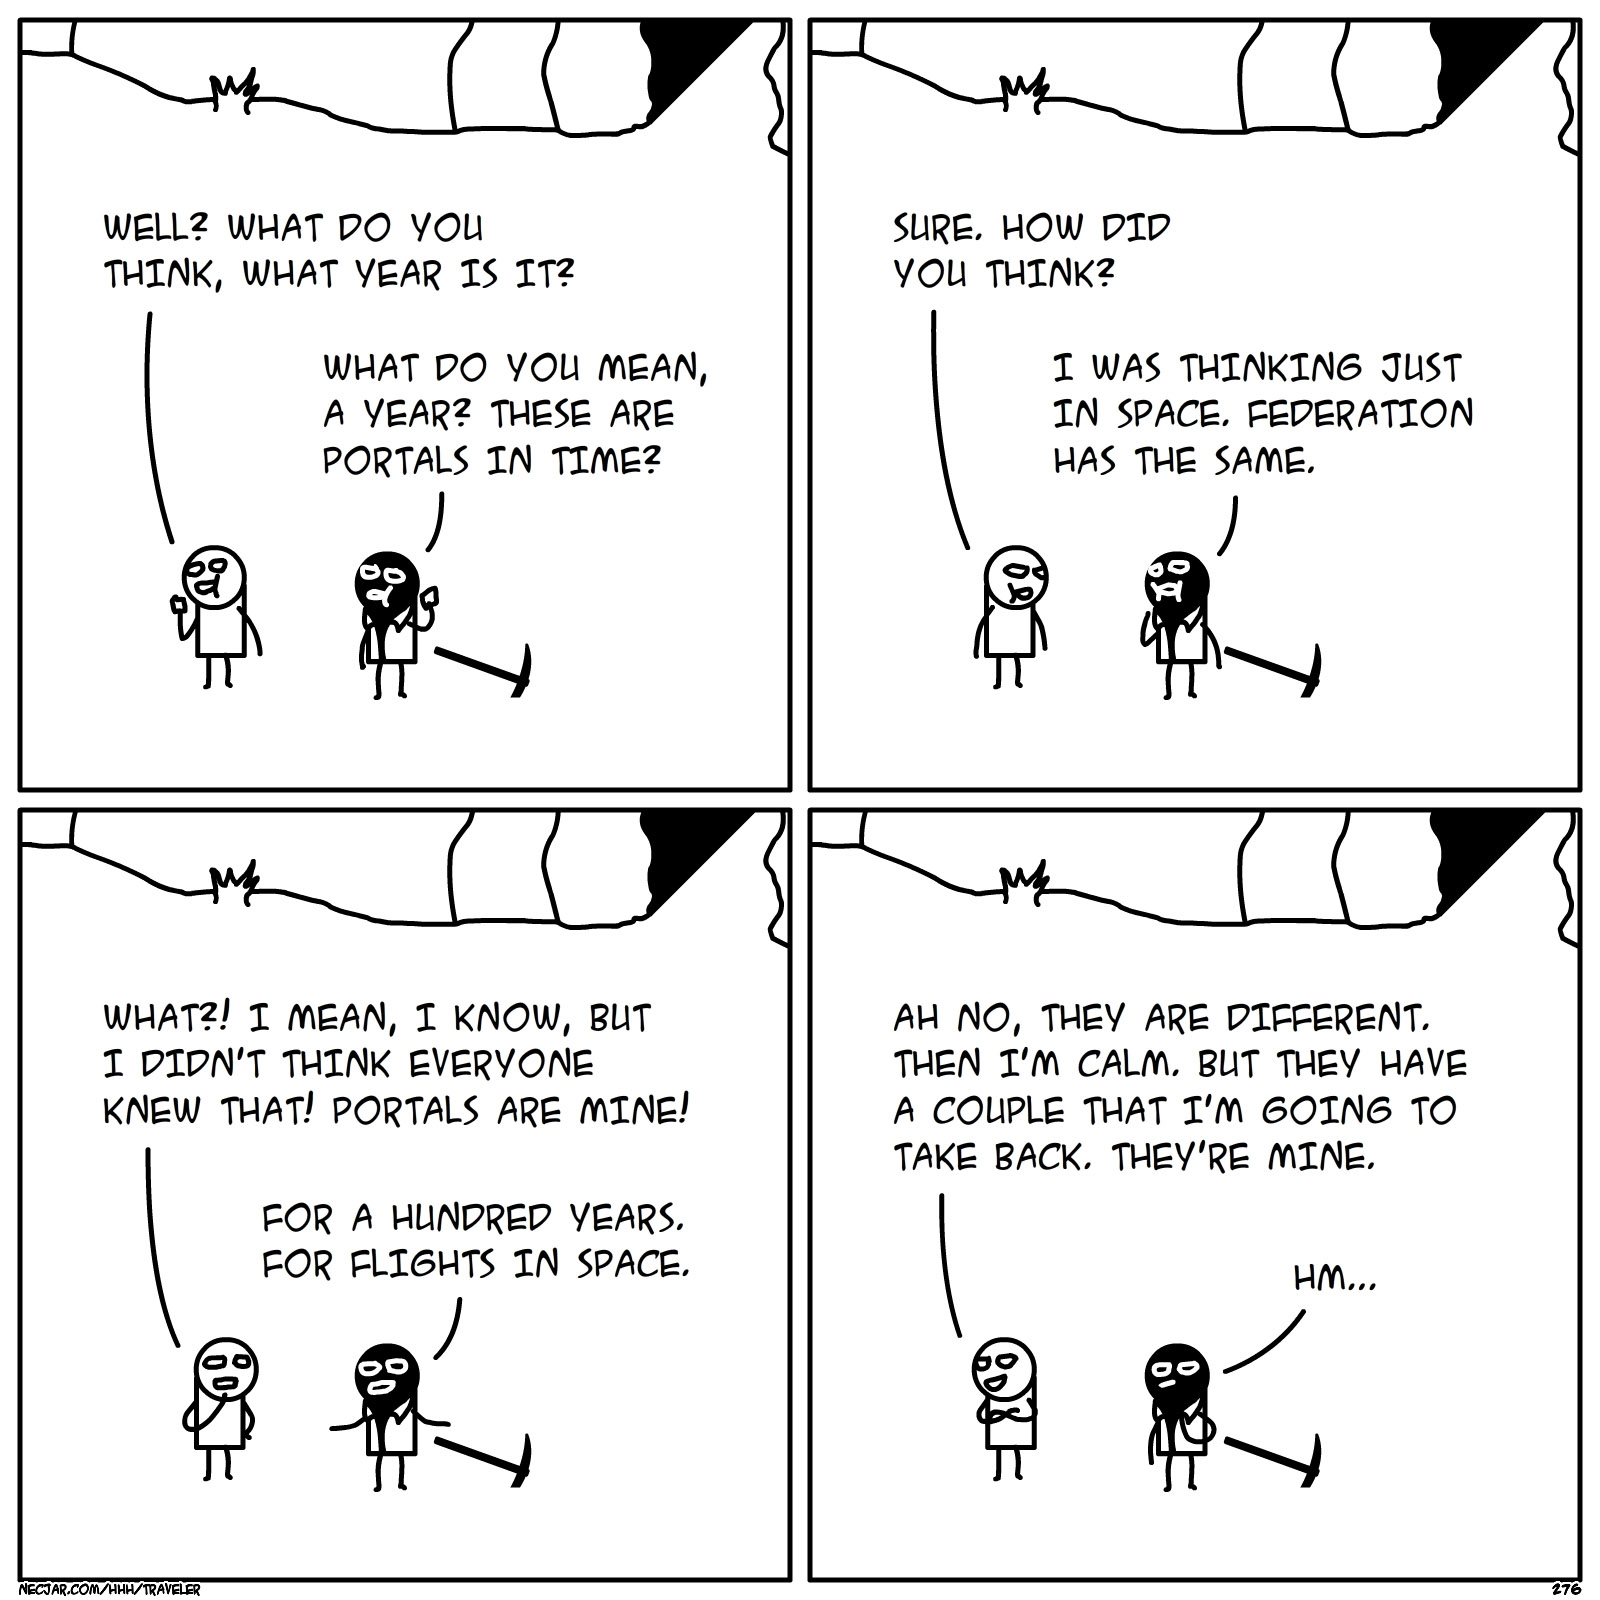 WELL? WHAT DO YOU
THINK, WHAT YEAR IS IT?
WHAT DO YOU MEAN,
A YEAR? THESE ARE
PORTALS IN TIME?
SURE. HOW DID
YOU THINK?
I WAS THINKING JUST
IN SPACE. FEDERATION
HAS THE SAME.
WHAT?! I MEAN, I KNOW, BUT
I DIDN'T THINK EVERYONE
KNEW THAT! PORTALS ARE MINE!
FOR A HUNDRED YEARS.
FOR FLIGHTS IN SPACE.
AH NO, THEY ARE DIFFERENT.
THEN I'M CALM. BUT THEY HAVE
A COUPLE THAT I'M GOING TO
TAKE BACK. THEY'RE MINE.
HM...
NECJAR.COM/HHH/TRAVELER
276